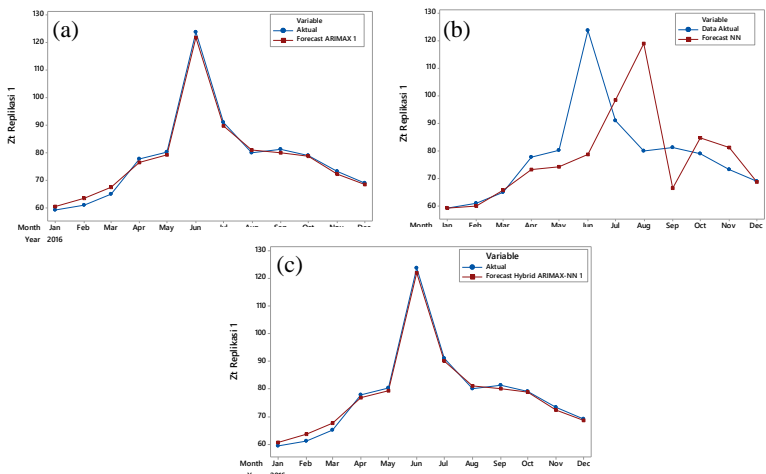 (a)
Variable
Aktual
Forecast ARIMAX 1
Zt Replikasi 1
130
120
110
100
90
80
70
60
Month Jan Feb Mar Apr May Jun Jul Aug Sep Oct Nov Dec
Year 2016
(b)
Variable
Data Aktual
Forecast NN
Zt Replikasi 1
130
120
110
100
90
80
70
60
Month Jan Feb Mar Apr May Jun Jul Aug Sep Oct Nov Dec
(c)
Variable
Aktual
Forecast Hybrid ARIMAX-NN 1
Zt Replikasi 1
130
120
110
100
90
80
70
60
Month Jan Feb Mar Apr May Jun Jul Aug Sep Oct Nov Dec
Year 2016